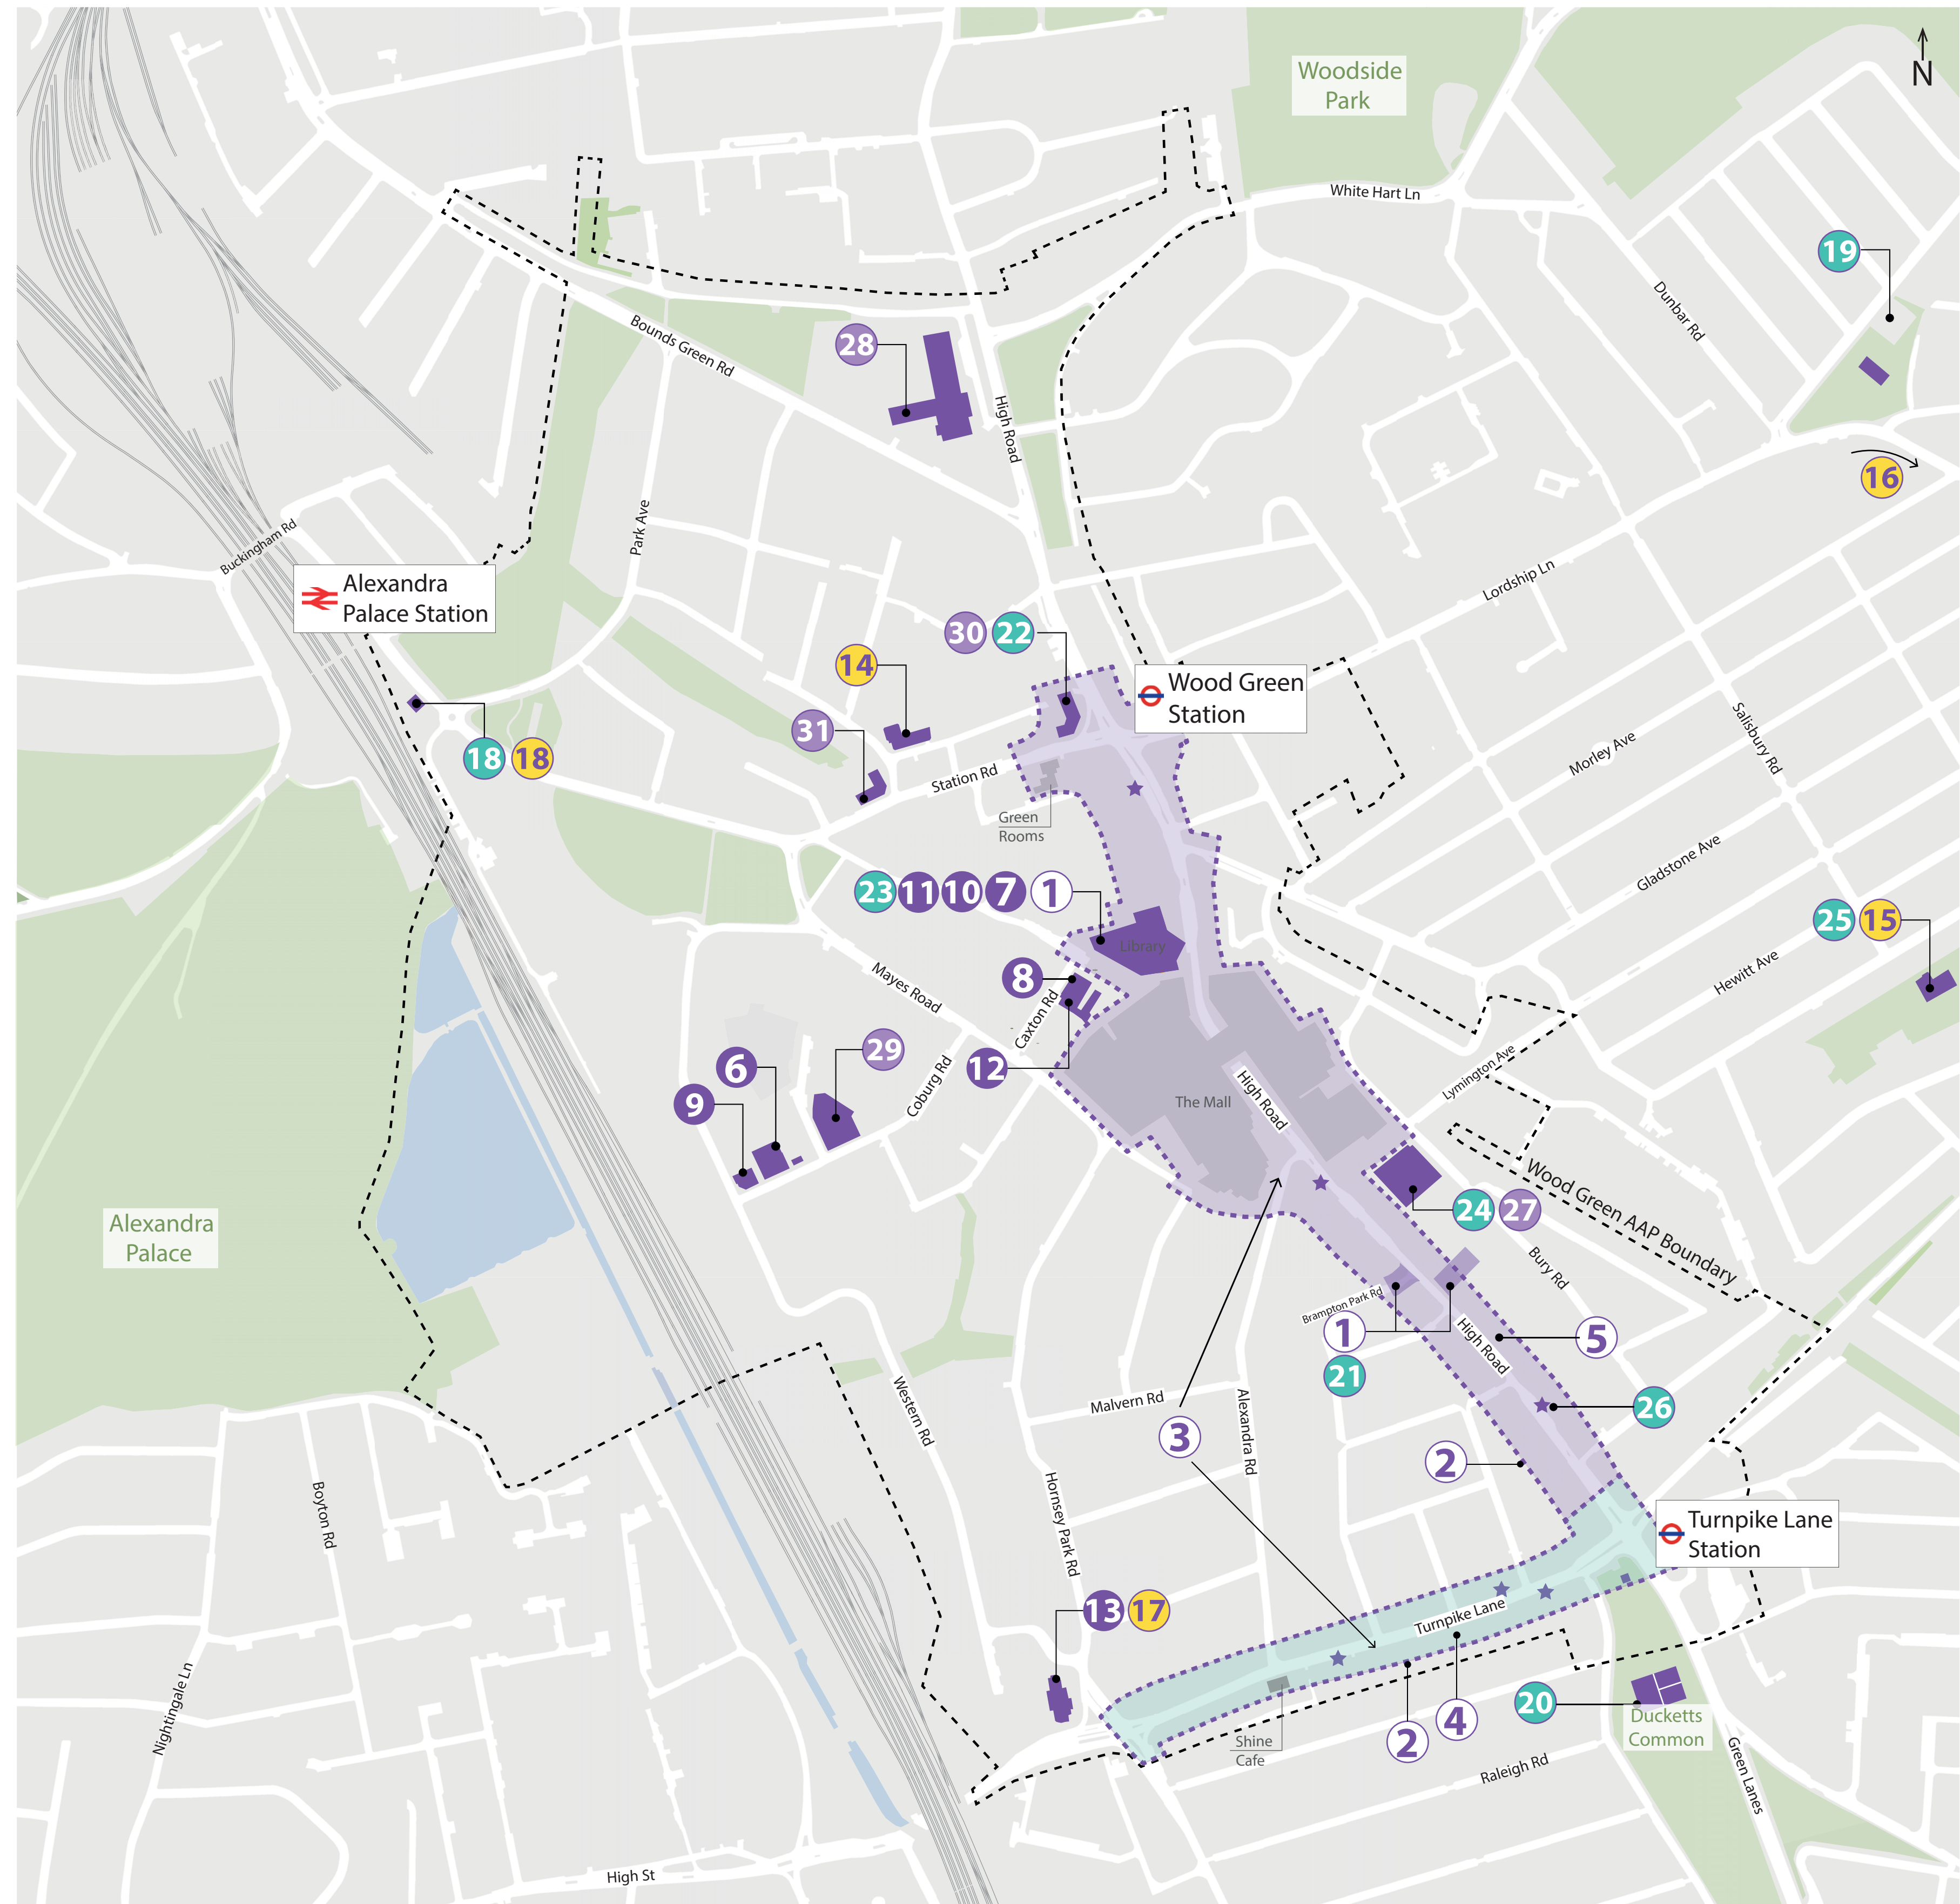 Woodside
Park
N
White Hart Ln
19
Dunbar Rd
Bounds Green Rd
28
High Road
16
Park Ave
Buckingham Rd
Alexandra
Palace Station
Lordship Ln
30
22
14
Wood Green
Station
31
18
18
Station Rd
Salisbury Rd
Morley Ave
Green
Rooms
Gladstone Ave
23
11
10
7
1
25
15
Library
Hewitt Ave
8
Mayes Road
Caxton Rd
12
29
6
9
Coburg Rd
The Mall
High Road
Lymington Ave
Wood Green AAP Boundary
24
27
Alexandra
Palace
Bury Rd
Brampton Park Rd
1
21
High Road
5
26
Western Rd
Malvern Rd
Alexandra Rd
3
2
Boyton Rd
Hornsey Park Rd
Turnpike Lane
Station
13
17
Turnpike Lane
Nightingale Ln
20
Ducketts
Common
Shine
Cafe
2
4
Raleigh Rd
Green Lanes
High St